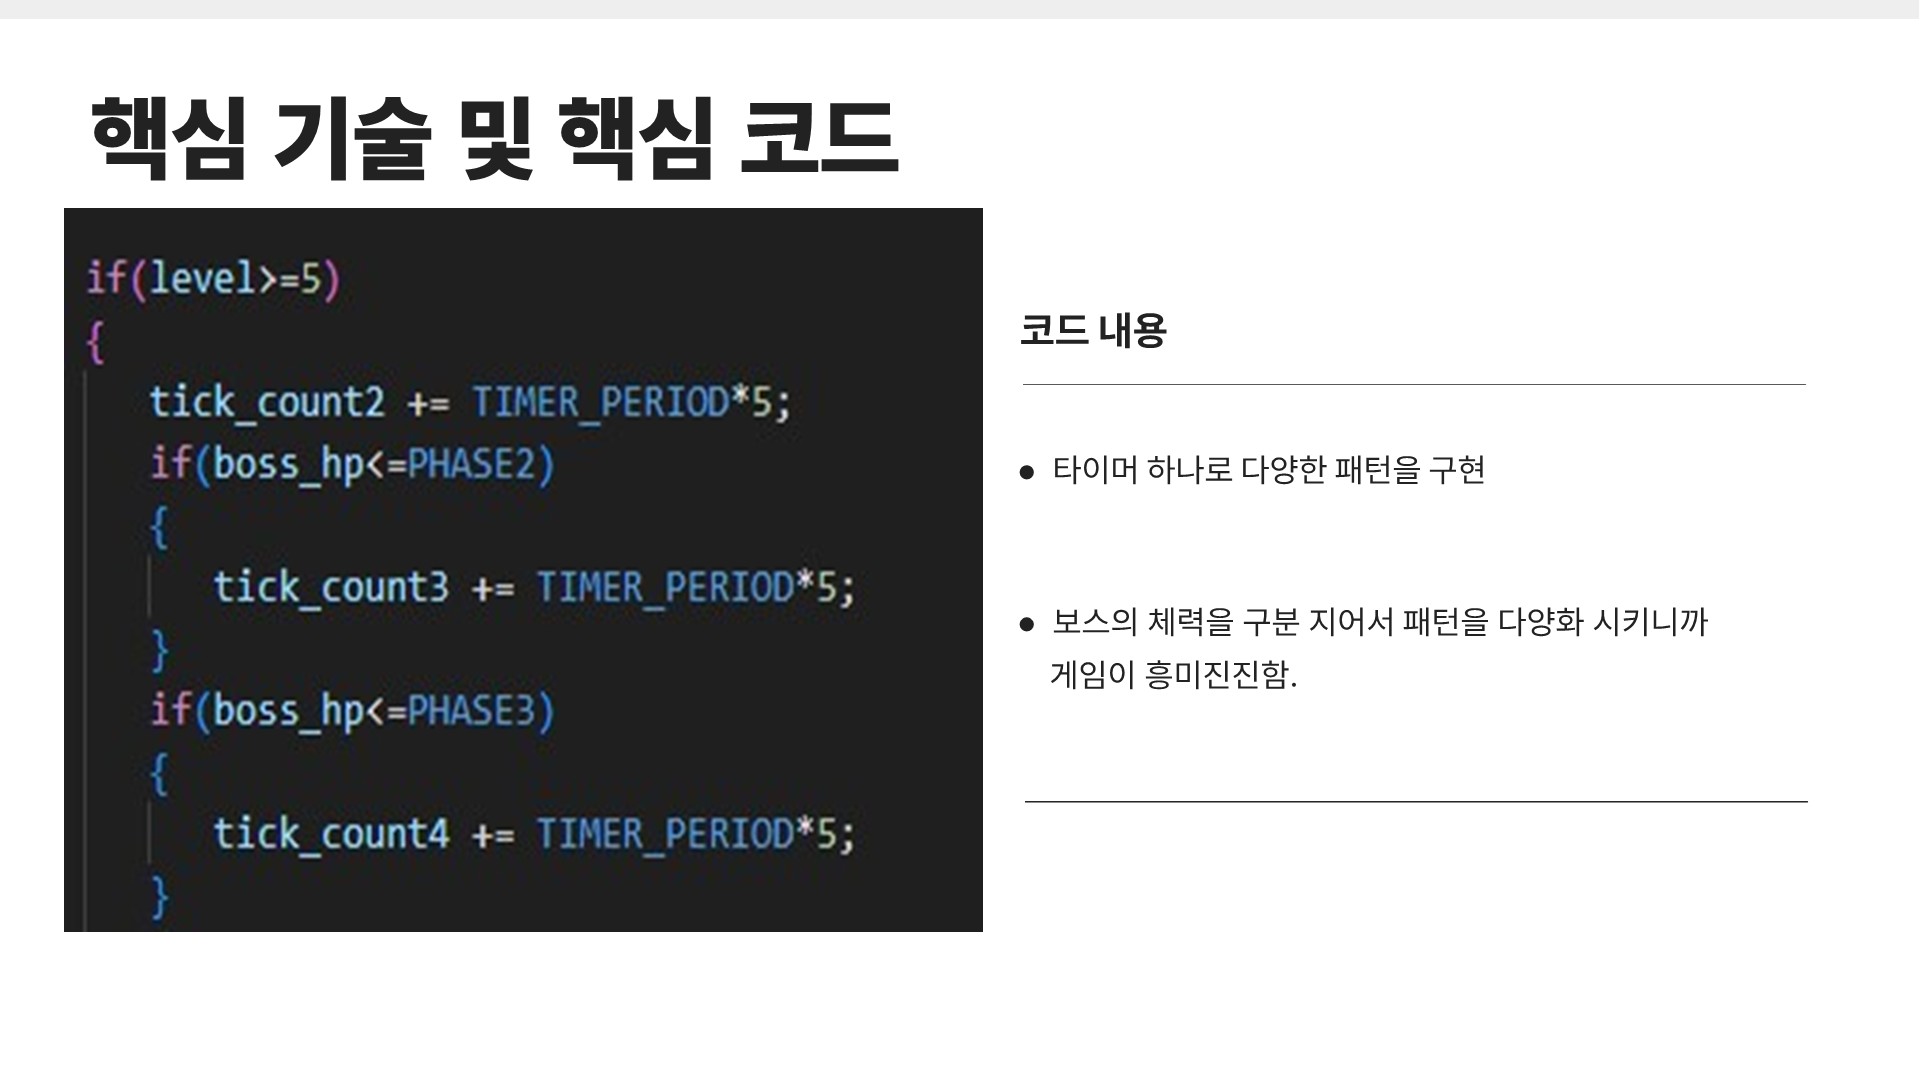 핵심 기술 및 핵심 코드
if(level>=5)
{
tick_count2 += TIMER_PERIOD*5;
if(boss_hp<=PHASE2)
{
tick_count3 += TIMER_PERIOD*5;
}
if(boss_hp<=PHASE3)
{
tick_count4 += TIMER_PERIOD*5;
}
코드 내용
● 타이머 하나로 다양한 패턴을 구현
● 보스의 체력을 구분 지어서 패턴을 다양화 시키니까
게임이 흥미진진함.